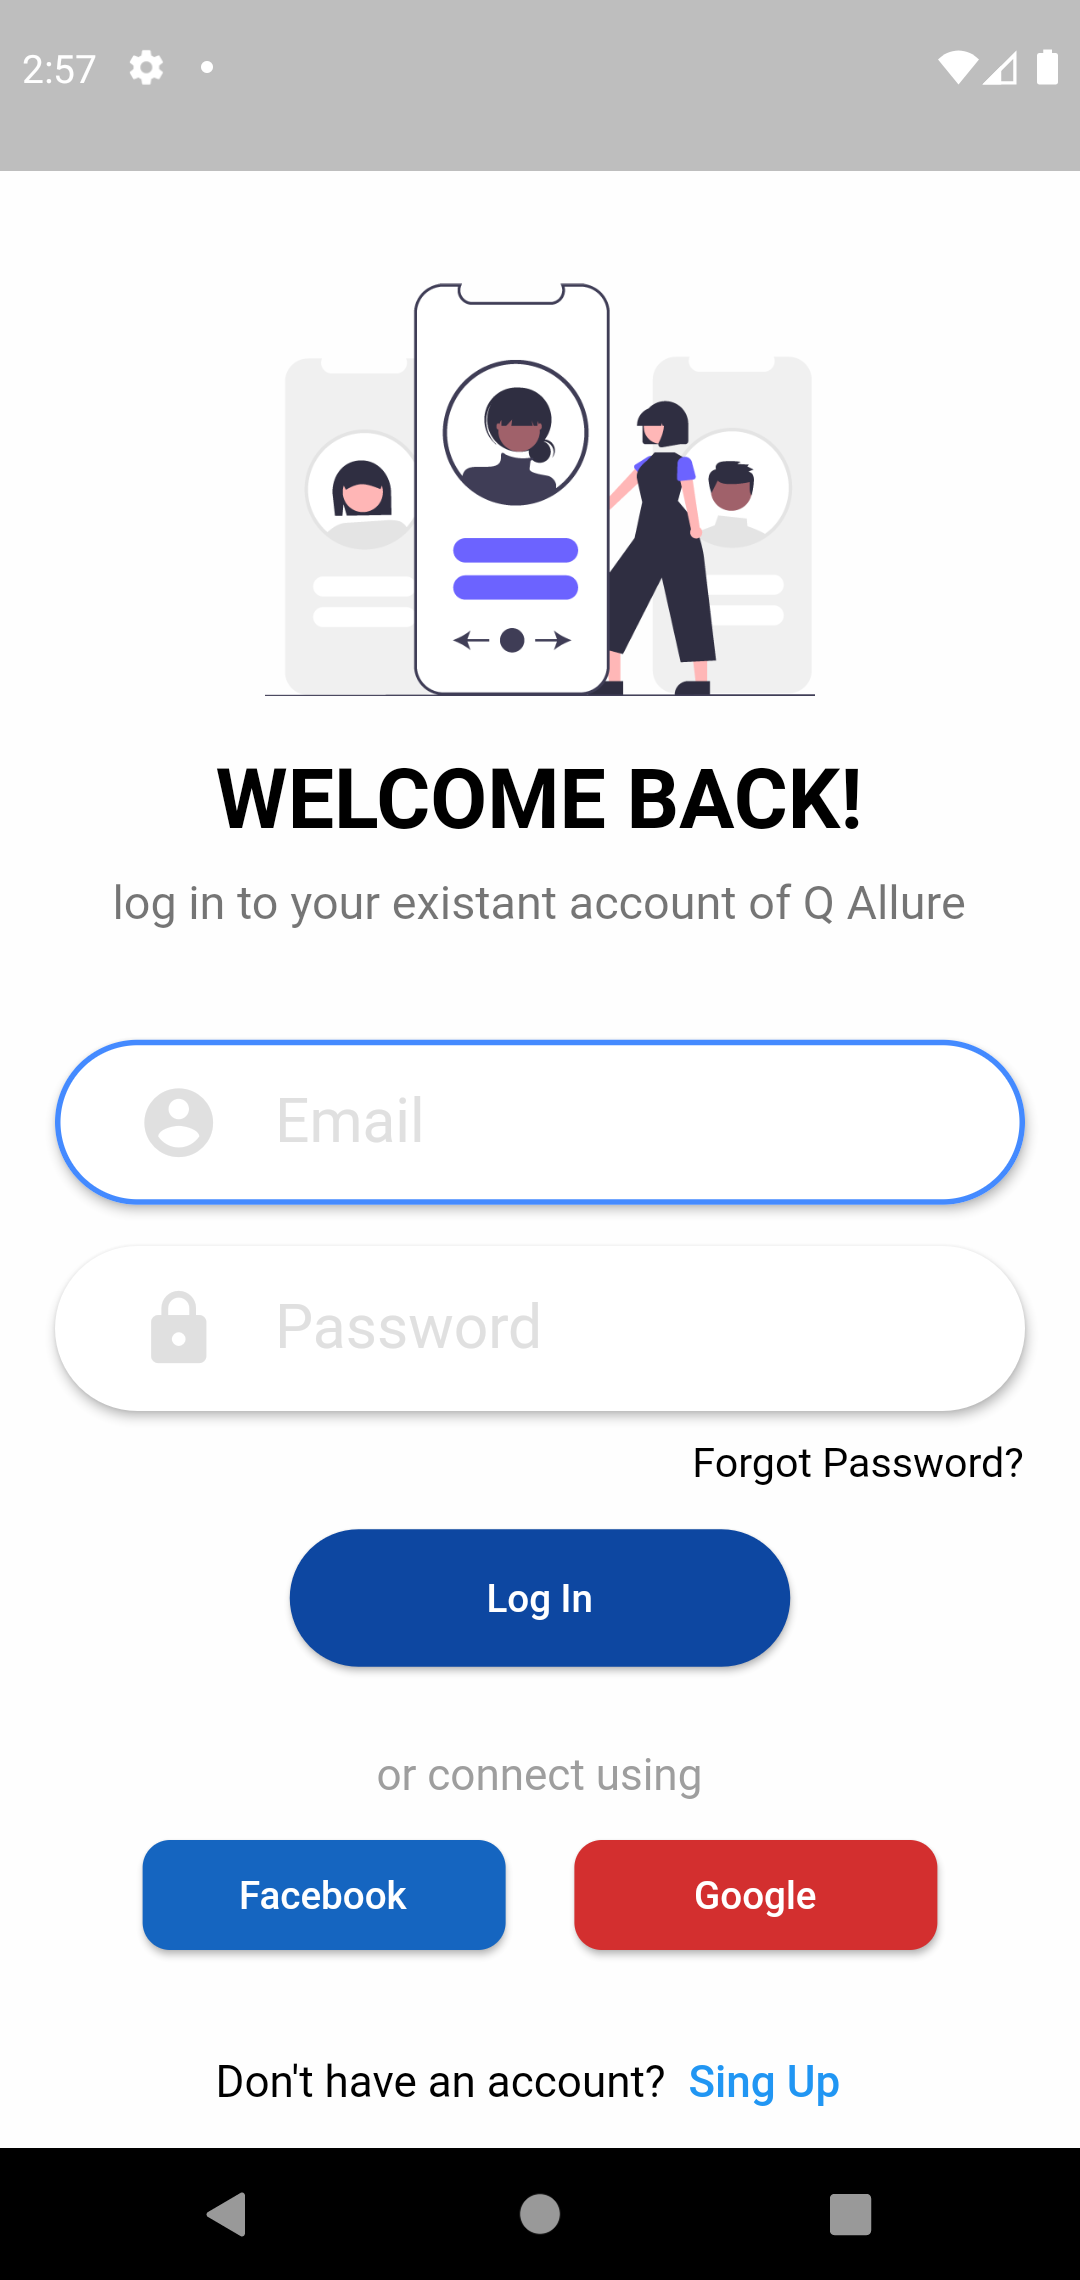 2:57
WELCOME BACK!
log in to your existant account of Q Allure
Email
Password
Forgot Password?
Log In
or connect using
Facebook Google
Don't have an account? Sing Up